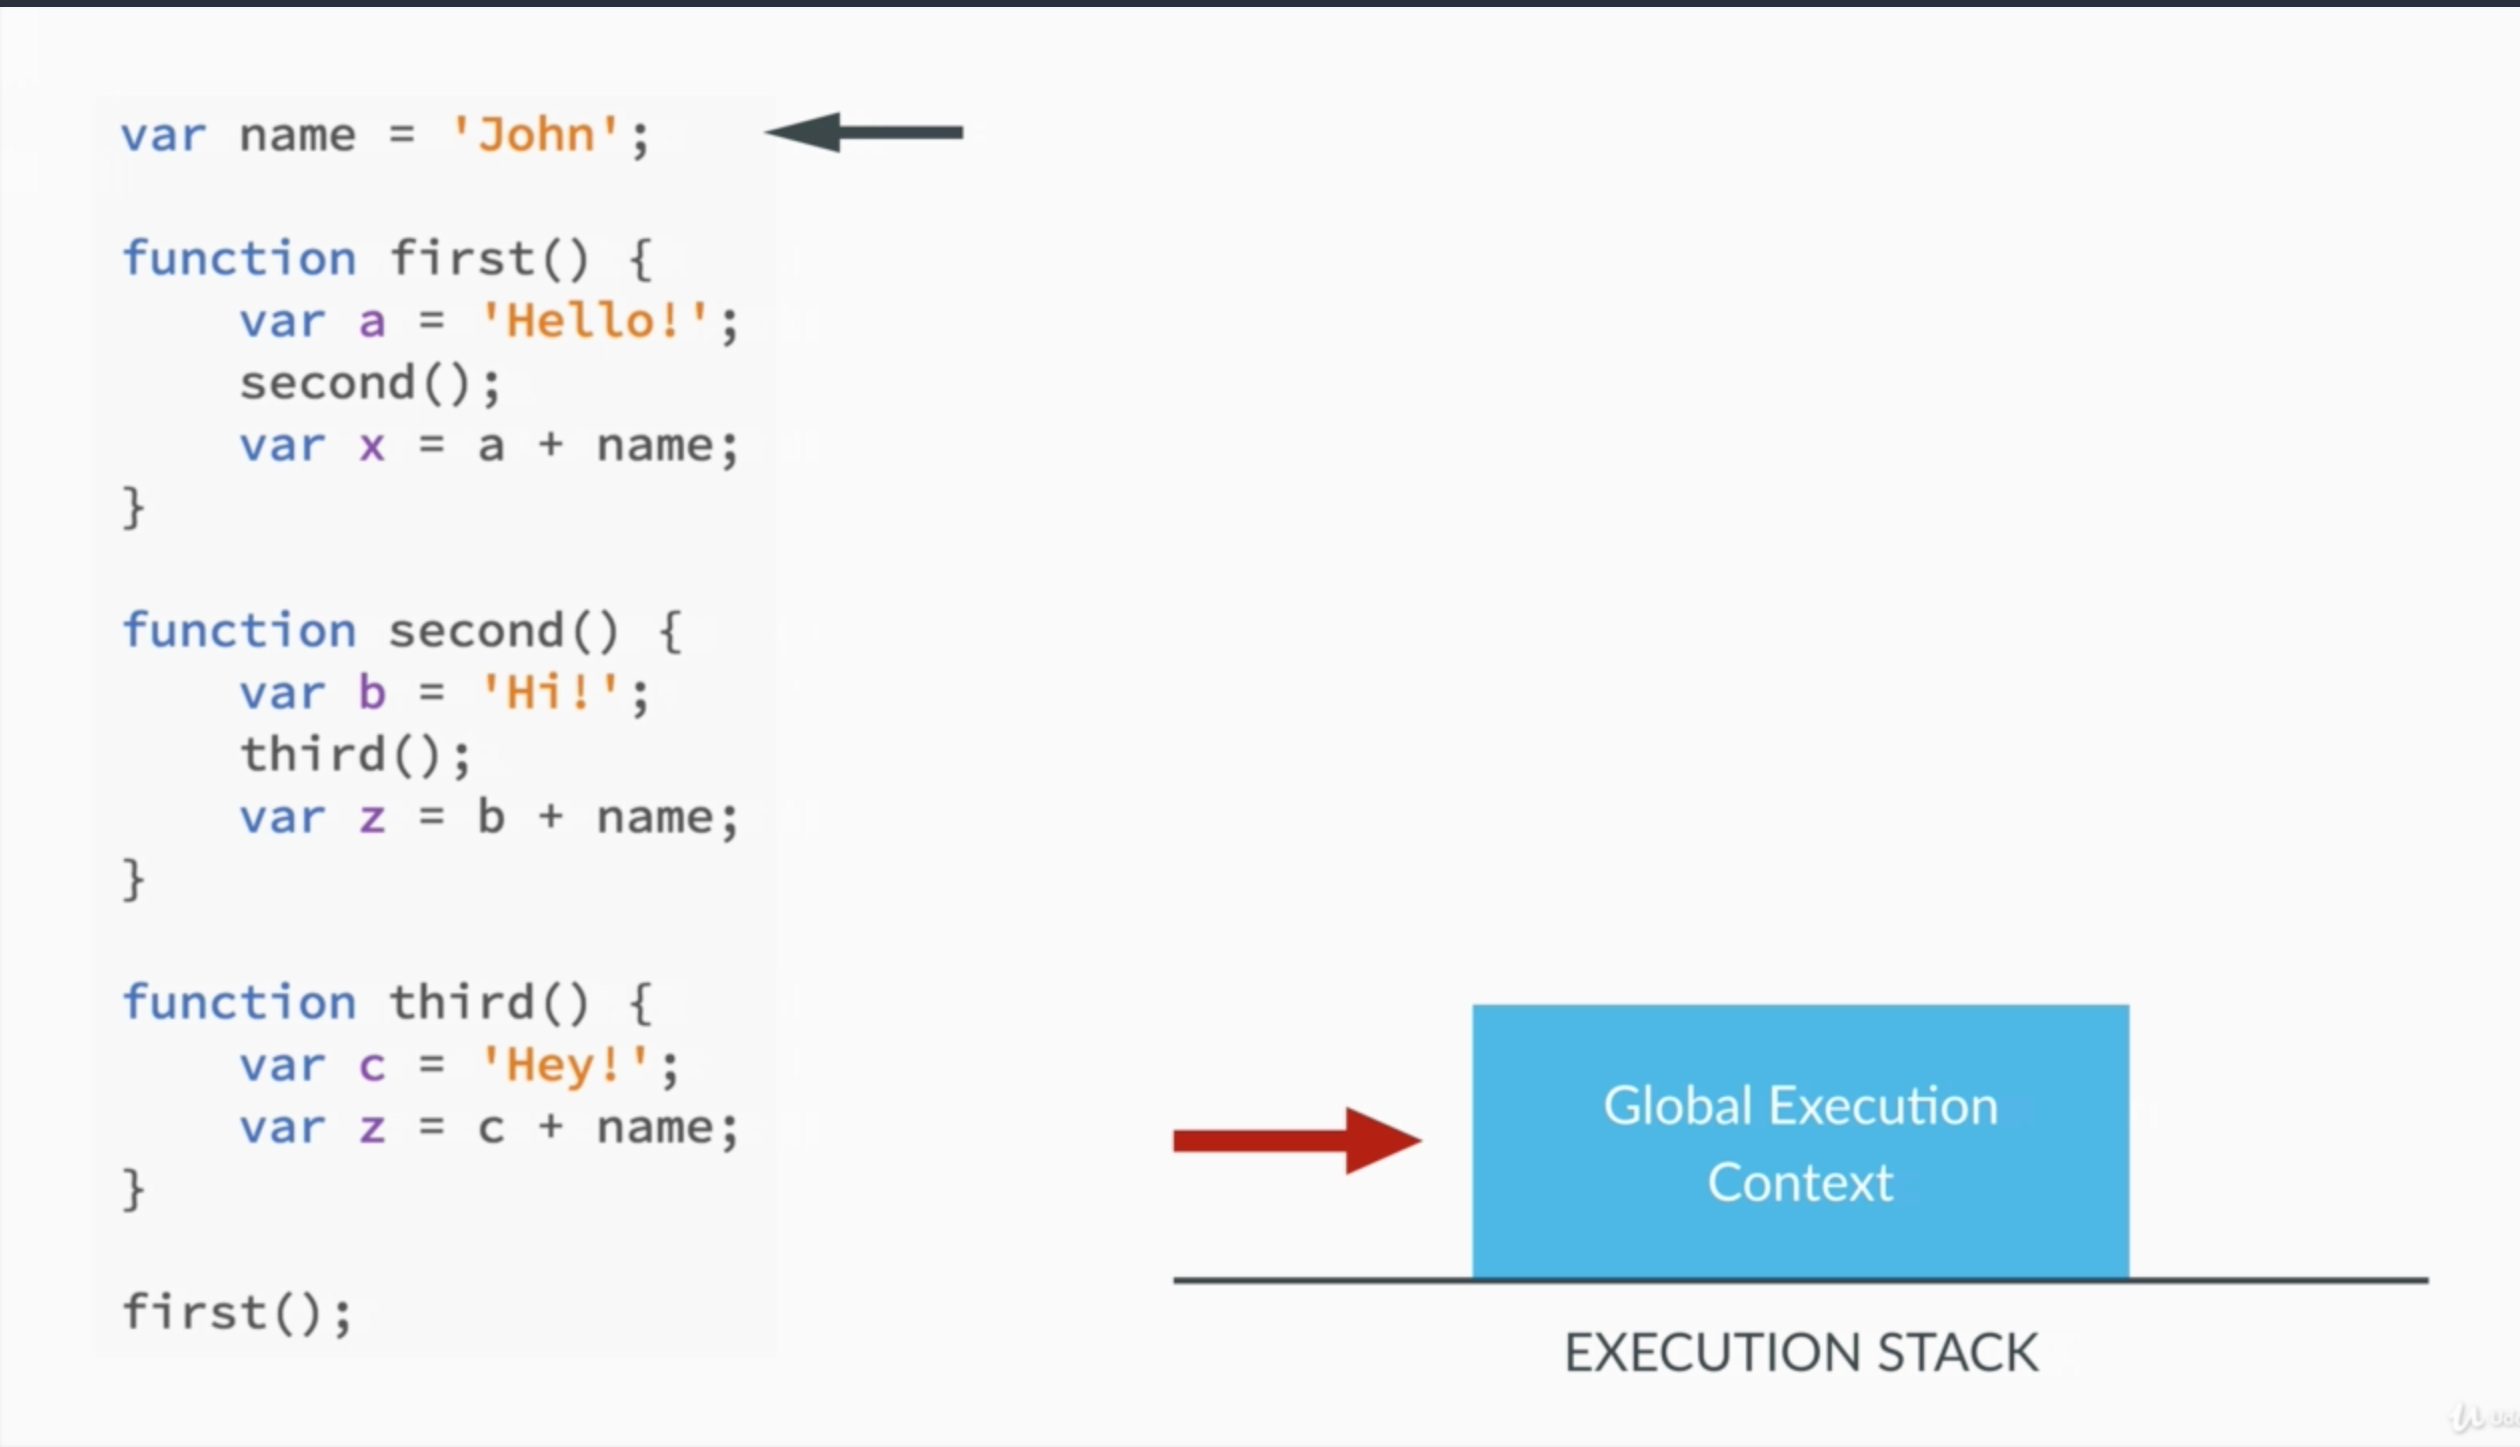 var name = 'John';
function first() {
    var a = 'Hello!';
    second();
    var x = a + name;
}
function second() {
    var b = 'Hi!';
    third();
    var z = b + name;
}
function third() {
    var c = 'Hey!';
    var z = c + name;
}
first();
Global Execution
Context
EXECUTION STACK